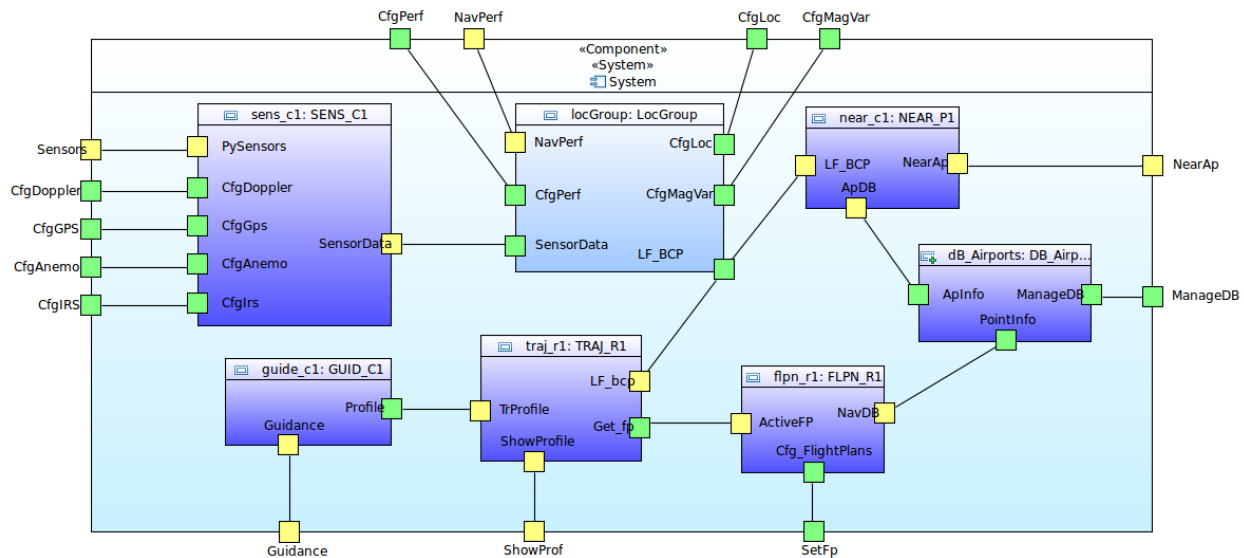 CfgPerf
NavPerf
CfgLoc
CfgMagVar
«Component»
«System»
System
sens_c1: SENS_C1
locGroup: LocGroup
near_c1: NEAR_P1
Sensors
PySensors
NavPerf
CfgLoc
LF_BCP
NearAp
NearAp
CfgDoppler
CfgDoppler
CfgPerf
CfgMagVar
ApDB
CfgGPS
CfgGps
SensorData
SensorData
LF_BCP
dB_Airports: DB_Airp...
CfgAnemo
CfgAnemo
ApInfo
ManageDB
ManageDB
CfgIRS
CfgIrs
PointInfo
guide_c1: GUID_C1
traj_r1: TRAJ_R1
flpn_r1: FLPN_R1
LF_bcp
Profile
TrProfile
Get_fp
ActiveFP
NavDB
Guidance
ShowProfile
Cfg_FlightPlans
Guidance
ShowProf
SetFp